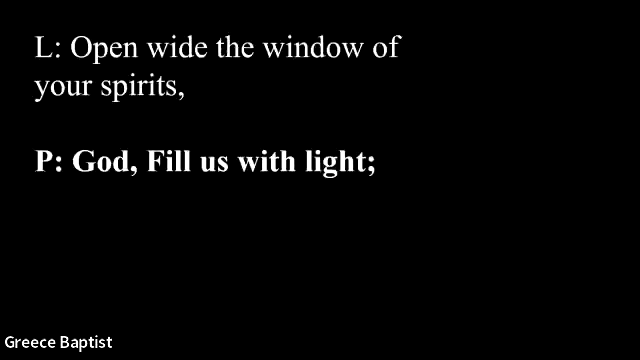 L: Open wide the window of
your spirits,
P: God, Fill us with light;
Greece Baptist